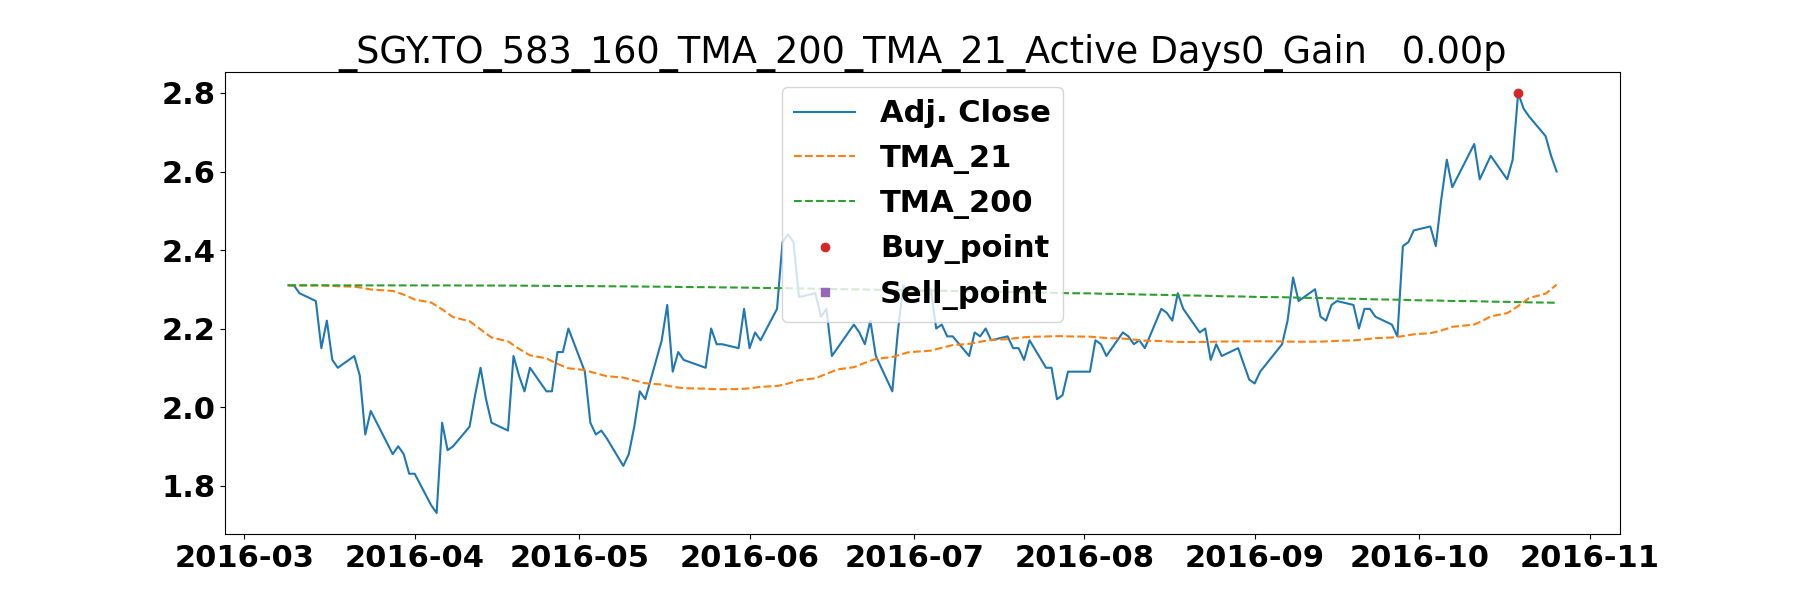 _SGY.TO_583_160_TMA_200_TMA_21_Active Days0_Gain   0.00p
2.8
2.6
2.4
2.2
2.0
1.8
Adj. Close
TMA_21
TMA_200
Buy_point
Sell_point
2016-03 2016-04 2016-05 2016-06 2016-07 2016-08 2016-09 2016-10 2016-11